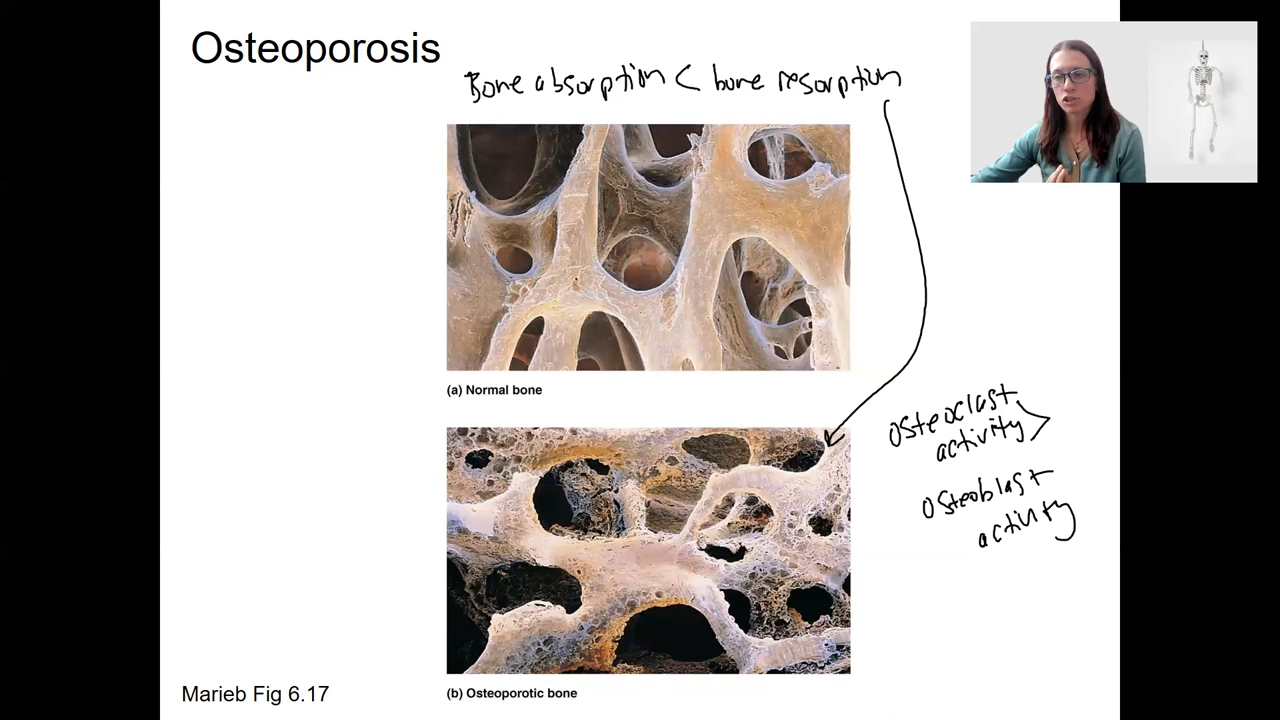 Osteoporosis
Bone absorption < bone resorption
(a) Normal bone
osteoclast
activity >
osteoblast
activity
(b) Osteoporotic bone
Marieb Fig 6.17